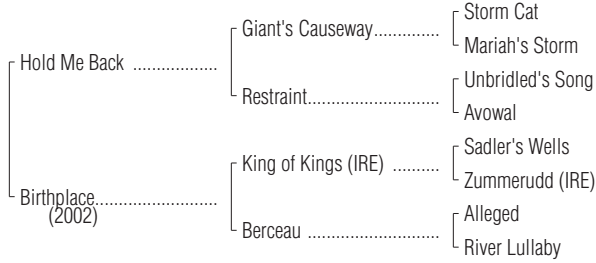 Storm Cat
Giant's Causeway..............
Mariah's Storm
Hold Me Back ..................
Unbridled's Song
Restraint............................
Avowal
Sadler's Wells
King of Kings (IRE) ..........
Zummerudd (IRE)
Birthplace..........................
(2002)
Alleged
Berceau ............................
River Lullaby